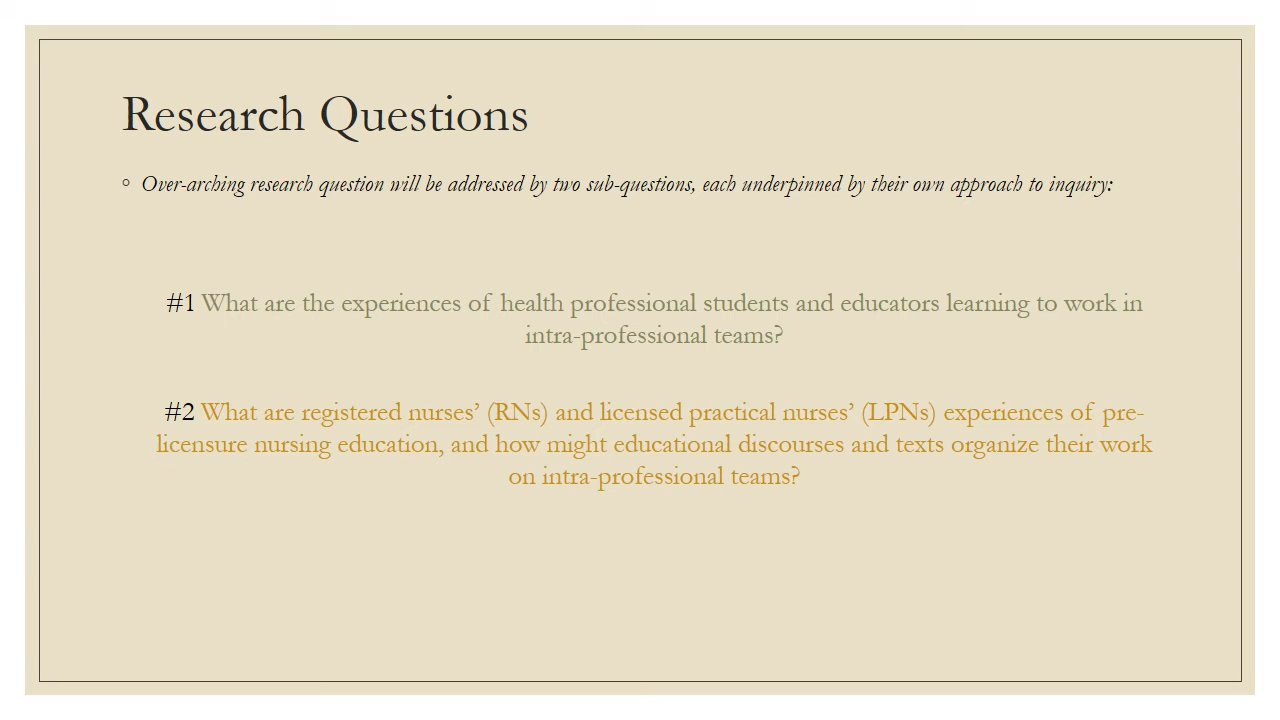 Research Questions
◦ Over-arching research question will be addressed by two sub-questions, each underpinned by their own approach to inquiry:
#1 What are the experiences of health professional students and educators learning to work in
intra-professional teams?
#2 What are registered nurses’ (RNs) and licensed practical nurses’ (LPNs) experiences of pre-
licensure nursing education, and how might educational discourses and texts organize their work
on intra-professional teams?